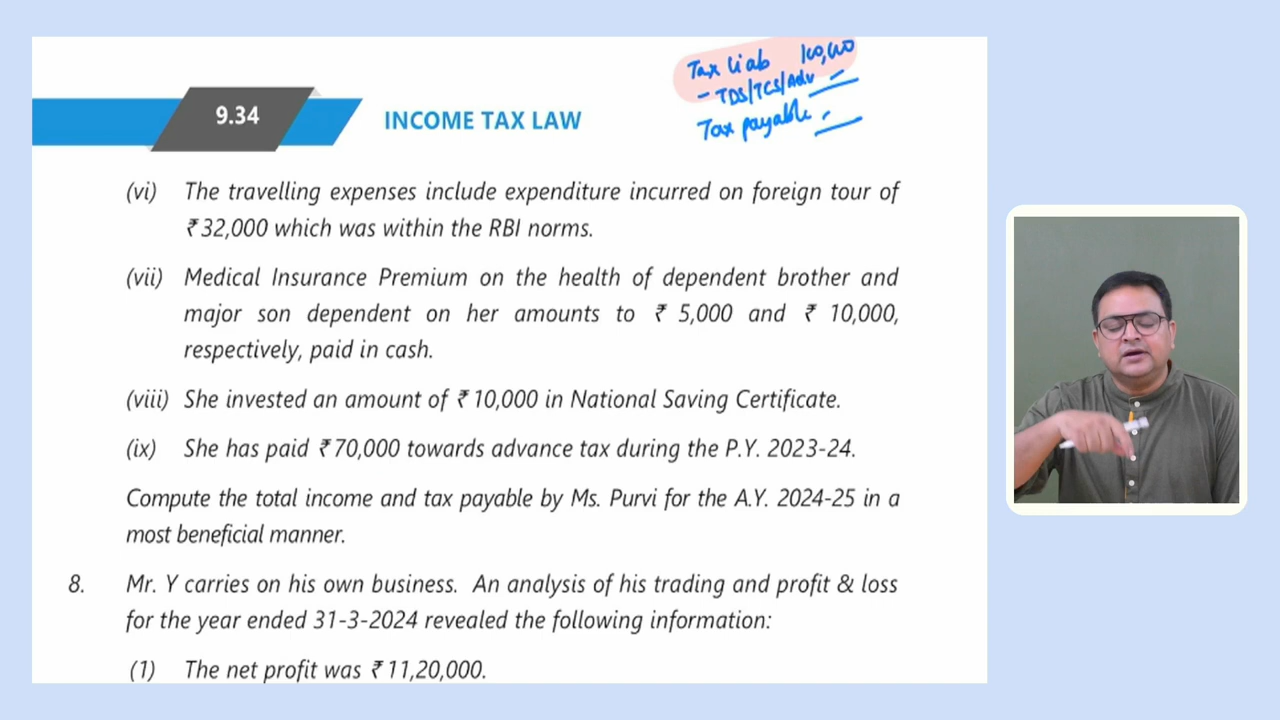 Tax Liab 100,000
- TDS/TCS/Adv
Tax payable
9.34
INCOME TAX LAW
(vi) The travelling expenses include expenditure incurred on foreign tour of
₹ 32,000 which was within the RBI norms.
(vii) Medical Insurance Premium on the health of dependent brother and
major son dependent on her amounts to ₹ 5,000 and ₹ 10,000,
respectively, paid in cash.
(viii) She invested an amount of ₹ 10,000 in National Saving Certificate.
(ix) She has paid ₹ 70,000 towards advance tax during the P.Y. 2023-24.
Compute the total income and tax payable by Ms. Purvi for the A.Y. 2024-25 in a
most beneficial manner.
8. Mr. Y carries on his own business. An analysis of his trading and profit & loss
for the year ended 31-3-2024 revealed the following information:
(1) The net profit was ₹ 11,20,000.